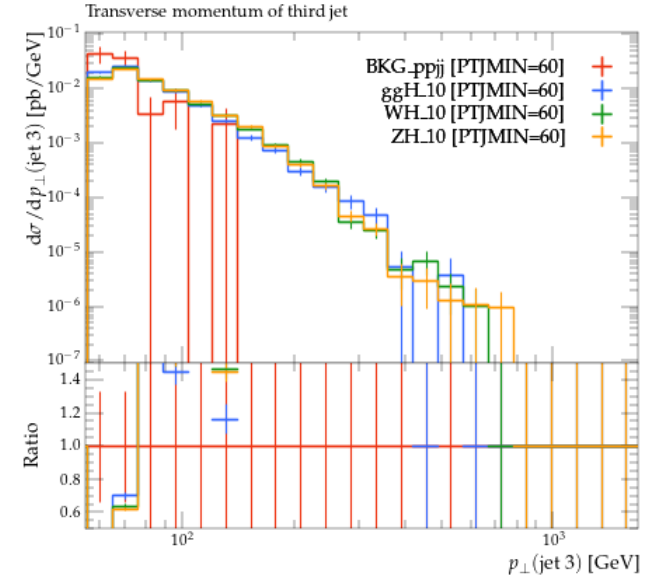 Transverse momentum of third jet
dσ/dp⊥(jet 3) [pb/GeV]
10⁻¹
10⁻²
10⁻³
10⁻⁴
10⁻⁵
10⁻⁶
10⁻⁷
BKG_ppjj [PTJMIN=60]
ggH_10 [PTJMIN=60]
WH_10 [PTJMIN=60]
ZH_10 [PTJMIN=60]
Ratio
1.4
1.2
1.0
0.8
0.6
10² 10³
p⊥(jet 3) [GeV]